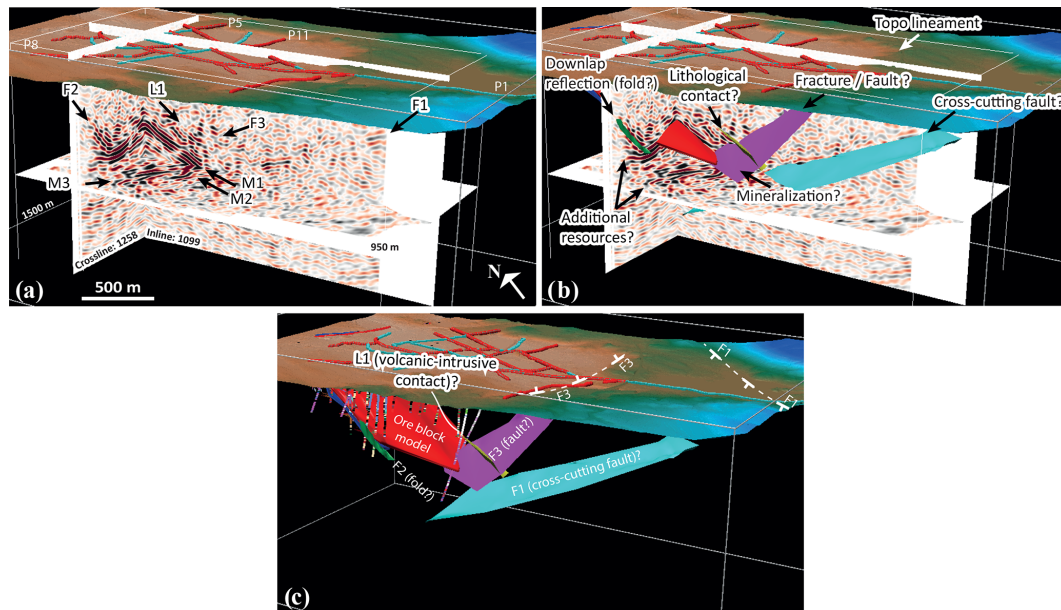 P5
P11
P8
P1
F2
L1
F1
F3
M3
M1
M2
1500 m
Crossline: 1258
Inline: 1099
950 m
N
(a)
500 m
Topo lineament
Downlap
reflection (fold?)
Lithological
contact?
Fracture / Fault ?
Cross-cutting fault?
Mineralization?
Additional
resources?
(b)
L1 (volcanic-intrusive
contact)?
F3
F3
F1
F1
Ore block
model
F3 (fault?)
F2 (fold?)
F1 (cross-cutting fault)?
(c)